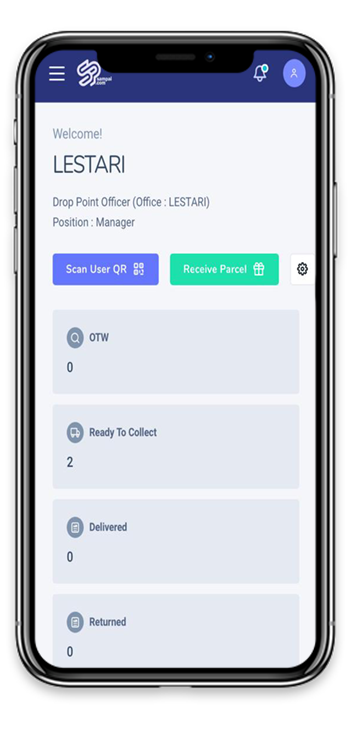 SP
sampai
.com
Welcome!
LESTARI
Drop Point Officer (Office : LESTARI)
Position : Manager
Scan User QR
Receive Parcel
OTW
0
Ready To Collect
2
Delivered
0
Returned
0